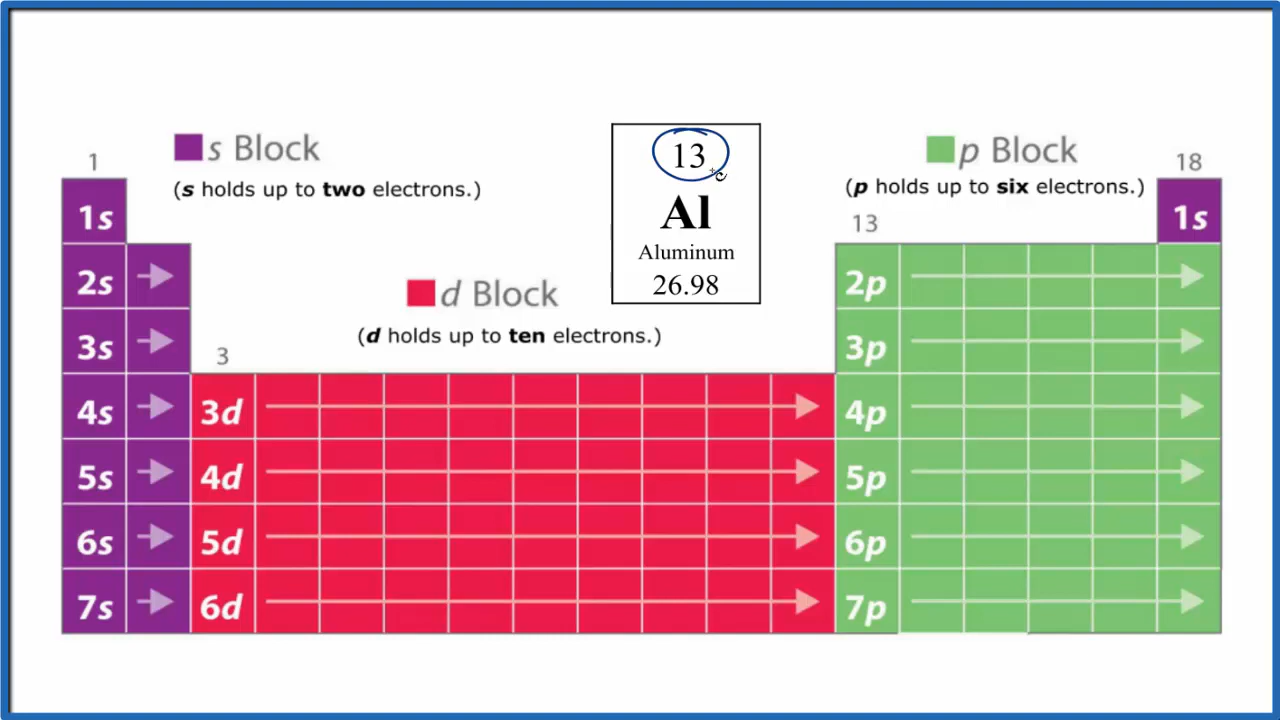 1
s Block
(s holds up to two electrons.)
13
Al
Aluminum
26.98
p Block
(p holds up to six electrons.)
18
13
1s
1s
2s
d Block
2p
(d holds up to ten electrons.)
3s
3
3p
4s
3d
4p
5s
4d
5p
6s
5d
6p
7s
6d
7p